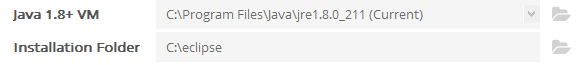 Java 1.8+ VM C:\Program Files\Java\jre1.8.0_211 (Current)
Installation Folder C:\eclipse